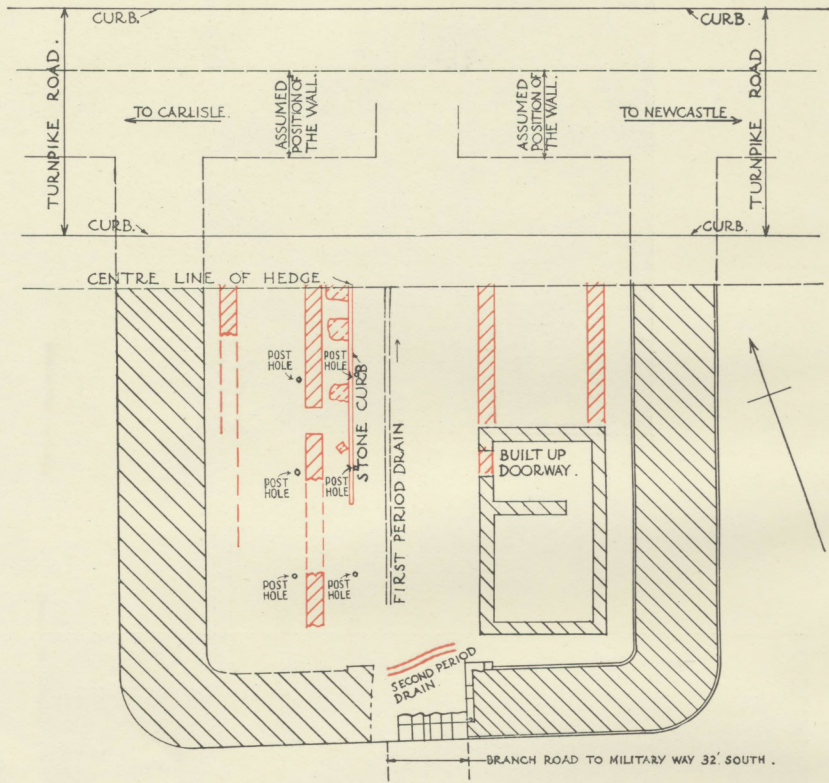 CURB.
CURB.
TURNPIKE ROAD.
ASSUMED
POSITION OF
THE WALL.
ASSUMED
POSITION OF
THE WALL.
TURNPIKE ROAD
TO CARLISLE.
TO NEWCASTLE
CURB.
CURB.
CENTRE LINE OF HEDGE.
POST
HOLE
POST
HOLE
STONE CURB
FIRST PERIOD DRAIN
BUILT UP
DOORWAY.
POST
HOLE
POST
HOLE
POST
HOLE
POST
HOLE
SECOND PERIOD
DRAIN.
BRANCH ROAD TO MILITARY WAY 32' SOUTH.